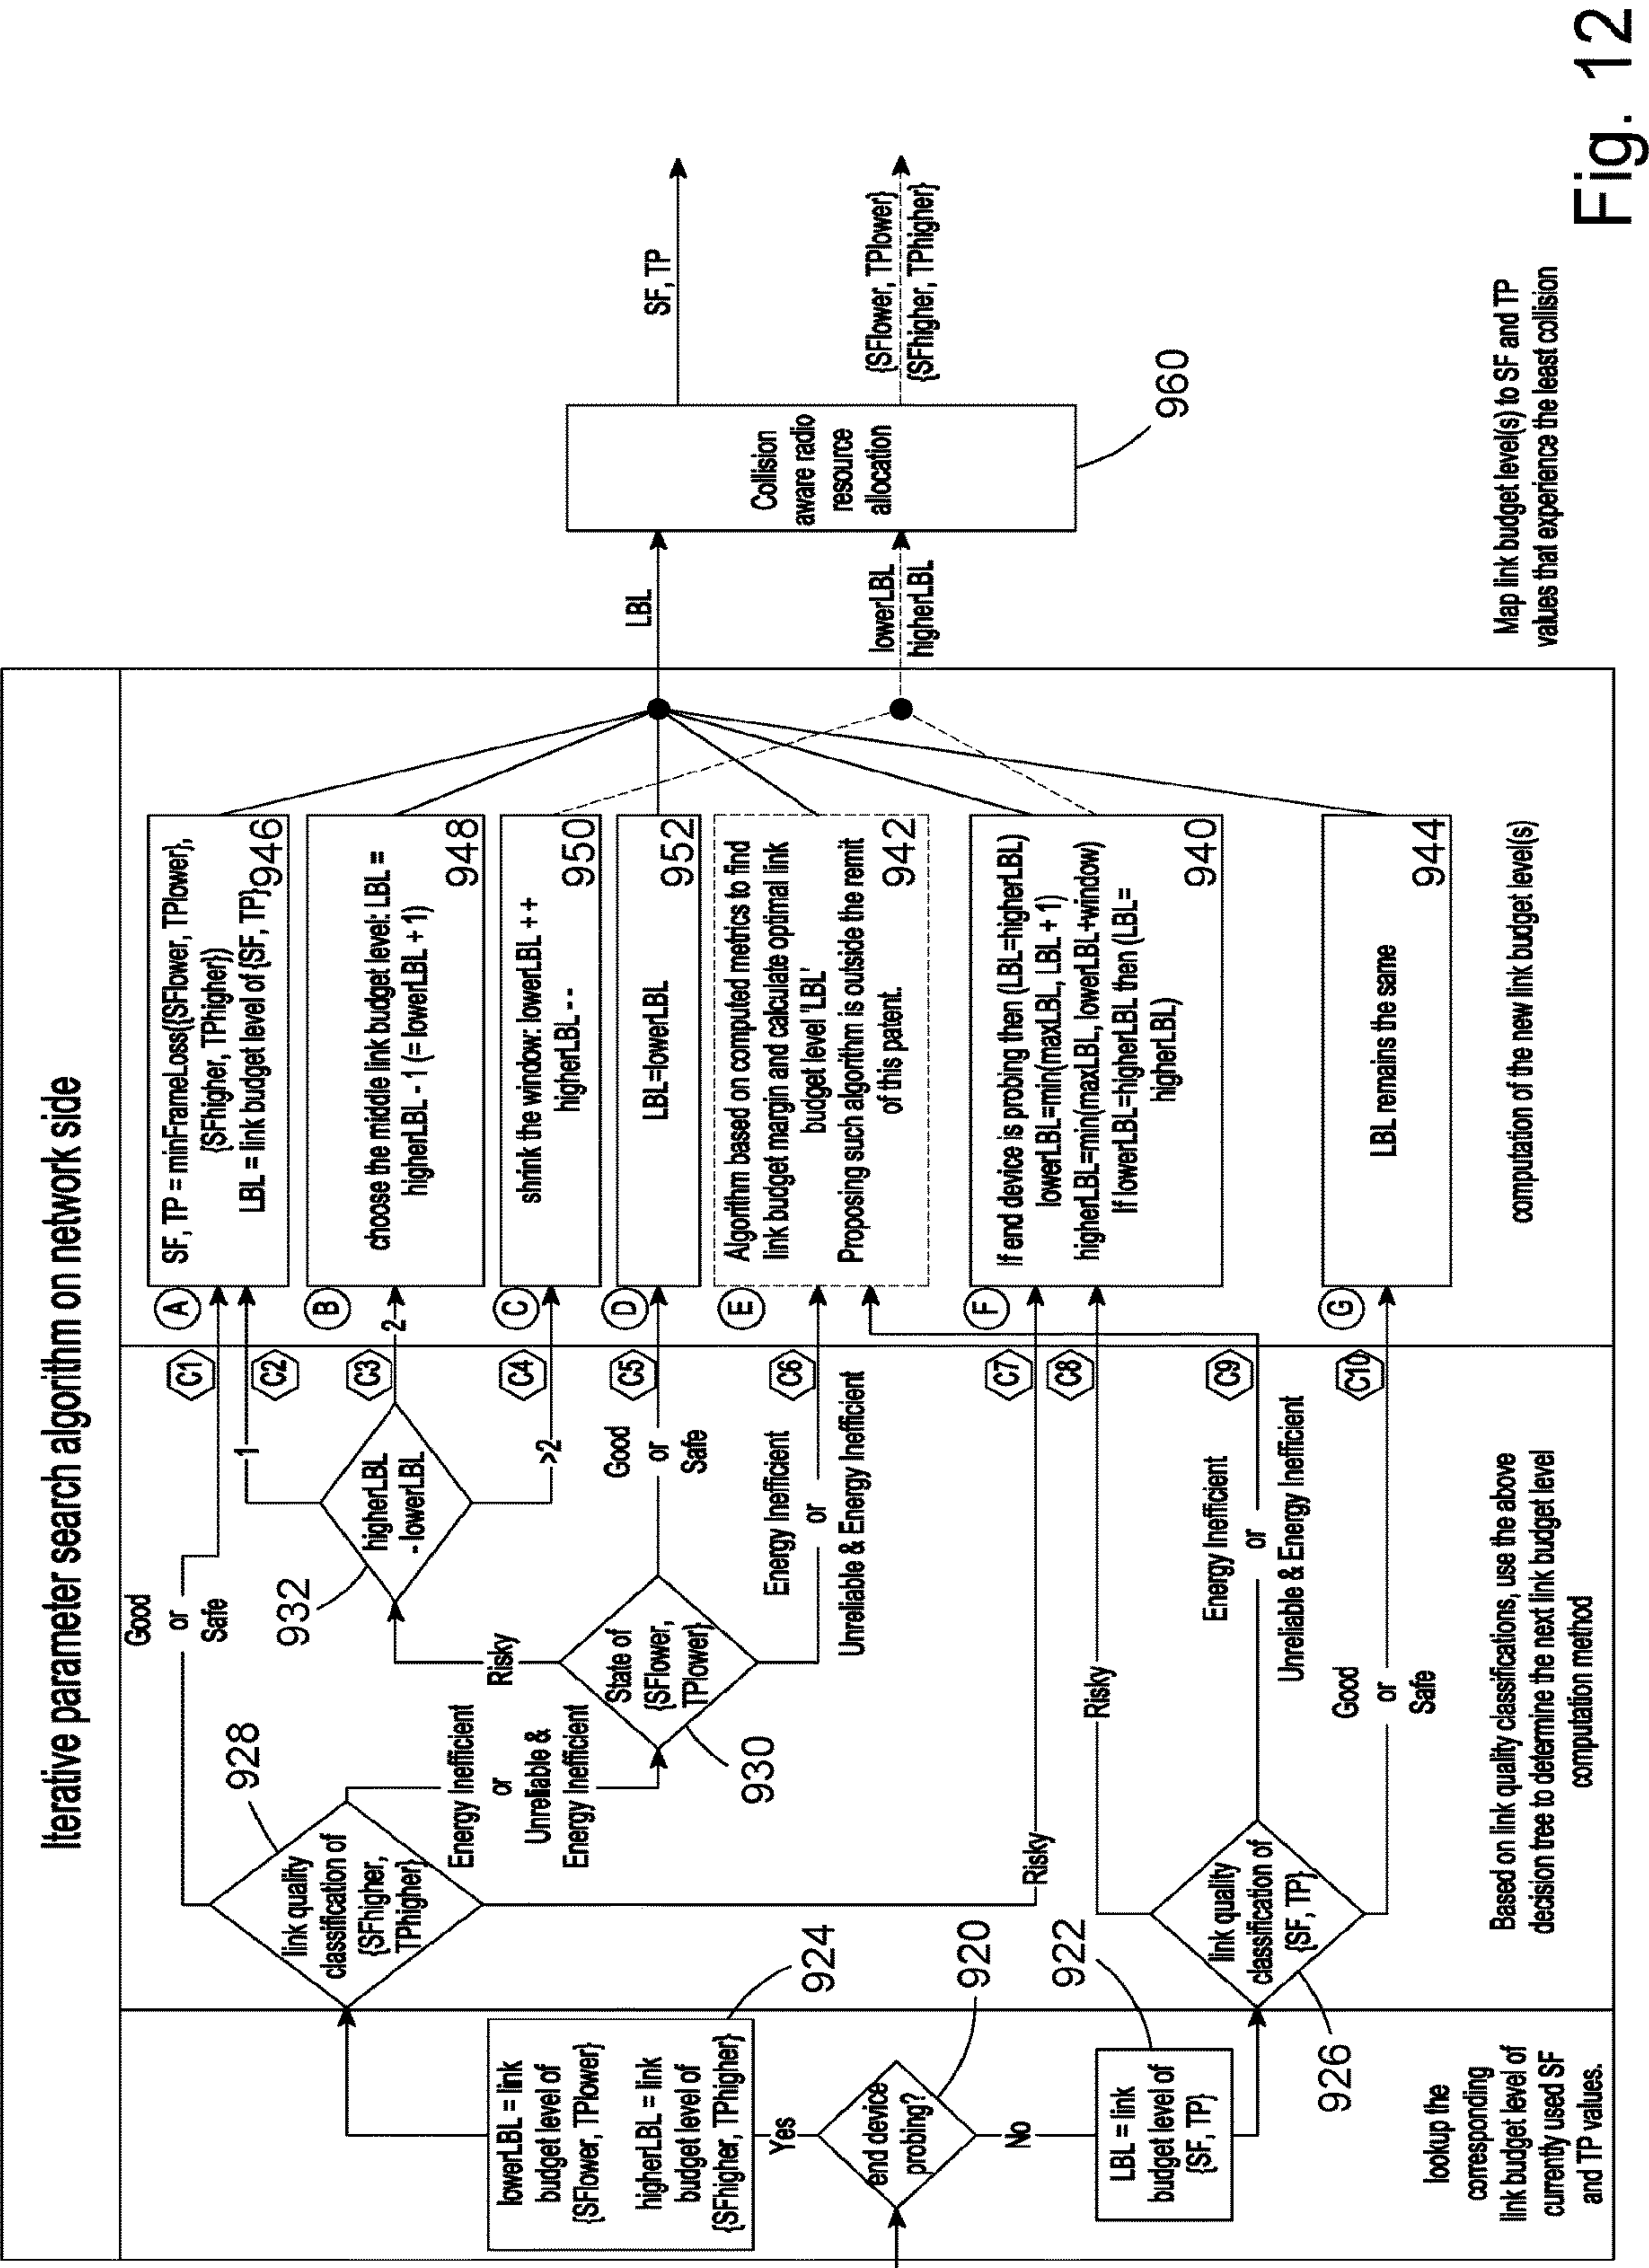 Iterative parameter search algorithm on network side
lowerLBL = link
budget level of
{SFlower, TPlower}
higherLBL = link
budget level of
{SFhigher, TPhigher}
924
Yes
end device
probing?
920
No
LBL = link
budget level of
{SF, TP}
922
lookup the
corresponding
link budget level of
currently used SF
and TP values.
Good
or
Safe
928
link quality
classification of
{SFhigher,
TPhigher}
Energy Inefficient
or
Unreliable &
Energy Inefficient
Risky
932
higherLBL
- lowerLBL
1
2
>2
Risky
State of
{SFlower,
TPlower}
930
Good
or
Safe
Energy Inefficient
or
Unreliable & Energy Inefficient
Risky
link quality
classification of
{SF, TP}
926
Energy Inefficient
or
Unreliable & Energy Inefficient
Good
or
Safe
C1
C2
C3
C4
C5
C6
C7
C8
C9
C10
Based on link quality classifications, use the above
decision tree to determine the next link budget level
computation method
A
SF, TP = minFrameLoss({SFlower, TPlower},
{SFhigher, TPhigher})
LBL = link budget level of {SF, TP}
946
B
choose the middle link budget level: LBL =
higherLBL - 1 (= lowerLBL + 1)
948
C
shrink the window: lowerLBL + +
higherLBL - -
950
D
LBL=lowerLBL
952
E
Algorithm based on computed metrics to find
link budget margin and calculate optimal link
budget level 'LBL'
Proposing such algorithm is outside the remit
of this patent.
942
F
If end device is probing then (LBL=higherLBL)
lowerLBL=min(maxLBL, LBL + 1)
higherLBL=min(maxLBL, lowerLBL+window)
If lowerLBL=higherLBL then (LBL=
higherLBL)
940
G
LBL remains the same
944
computation of the new link budget level(s)
LBL
lowerLBL
higherLBL
Collision
aware radio
resource
allocation
960
SF, TP
{SFlower, TPlower}
{SFhigher, TPhigher}
Map link budget level(s) to SF and TP
values that experience the least collision
Fig. 12